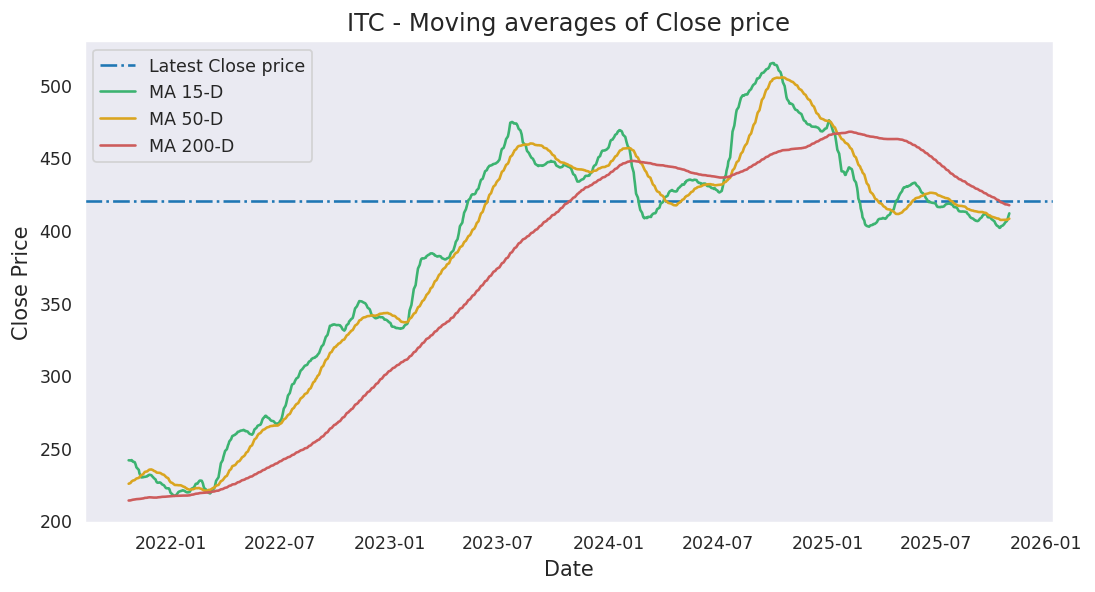 ITC - Moving averages of Close price
Latest Close price
MA 15-D
MA 50-D
MA 200-D
Close Price
500
450
400
350
300
250
200
2022-01 2022-07 2023-01 2023-07 2024-01 2024-07 2025-01 2025-07 2026-01
Date